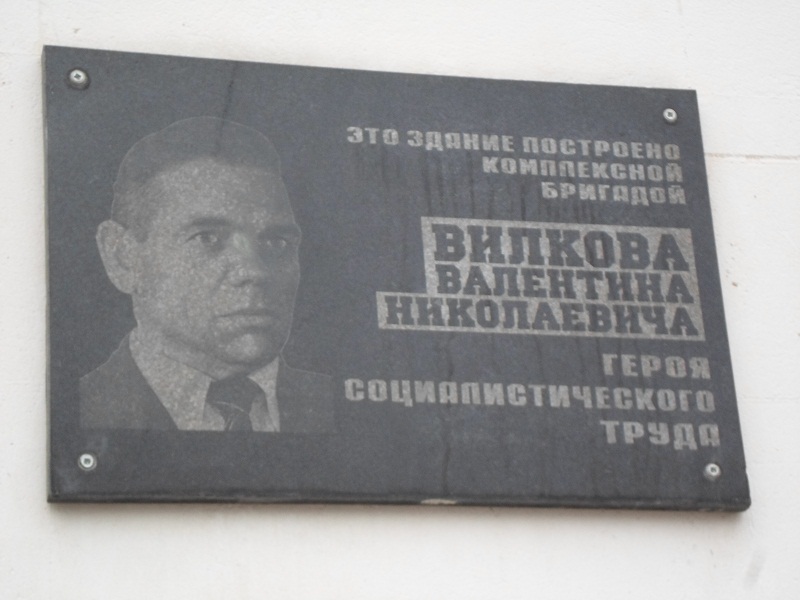 ЭТО ЗДАНИЕ ПОСТРОЕНО
КОМПЛЕКСНОЙ
БРИГАДОЙ
ВИЛКОВА
ВАЛЕНТИНА
НИКОЛАЕВИЧА
ГЕРОЯ
СОЦИАЛИСТИЧЕСКОГО
ТРУДА